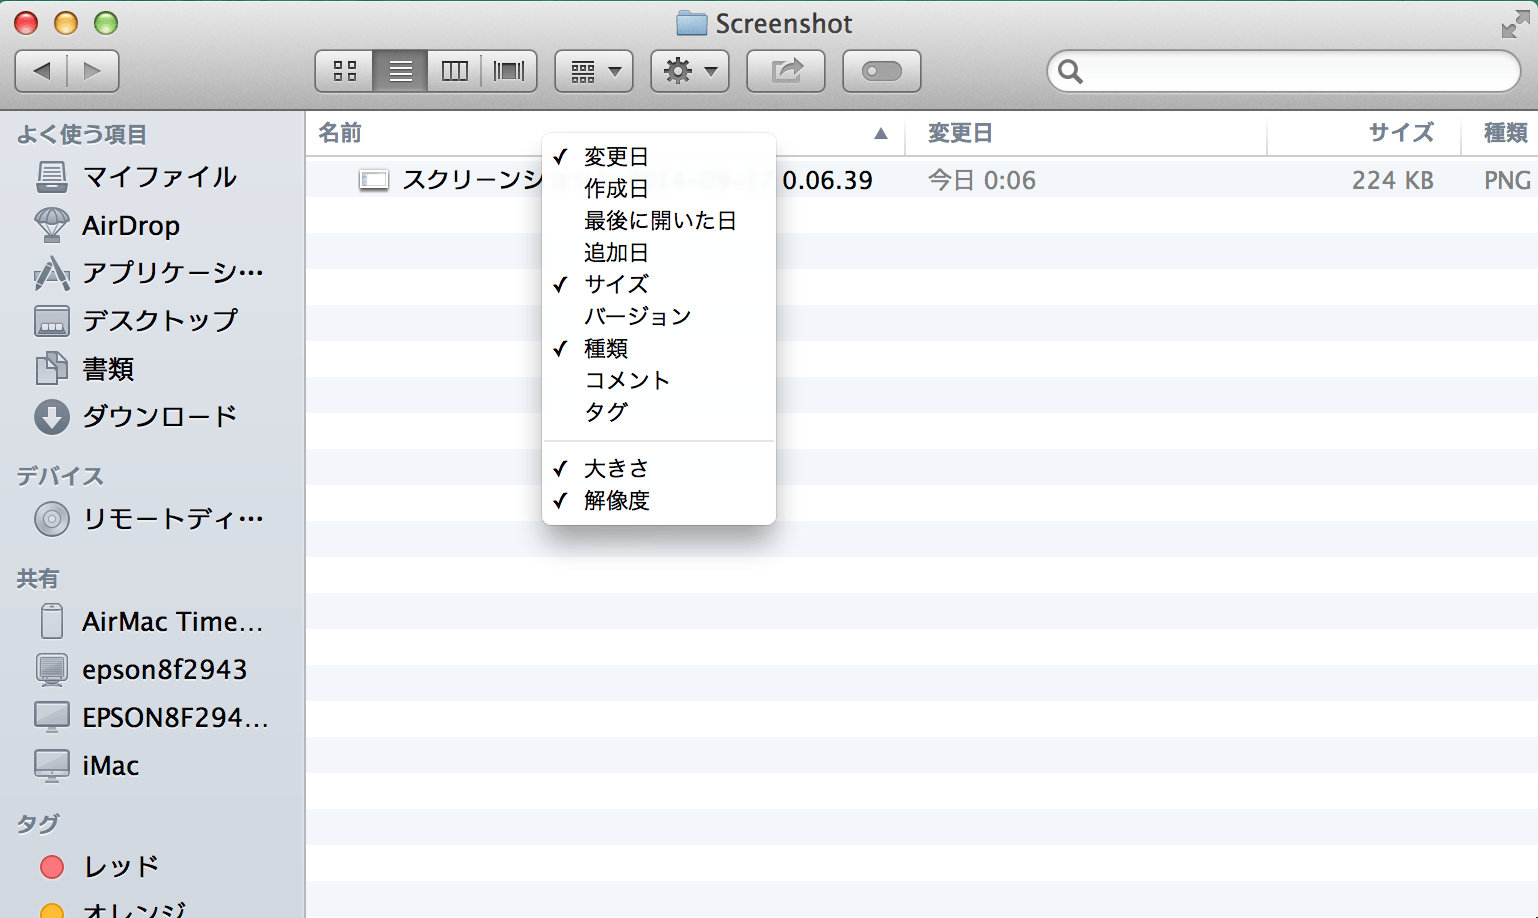 Screenshot
よく使う項目
マイファイル
AirDrop
アプリケーシ…
デスクトップ
書類
ダウンロード
デバイス
リモートディ…
共有
AirMac Time…
epson8f2943
EPSON8F294…
iMac
タグ
レッド
オレンジ
名前 変更日 サイズ 種類
スクリーンシ 0.06.39 今日 0:06 224 KB PNG
✓ 変更日
作成日
最後に開いた日
追加日
✓ サイズ
バージョン
✓ 種類
コメント
タグ
✓ 大きさ
✓ 解像度